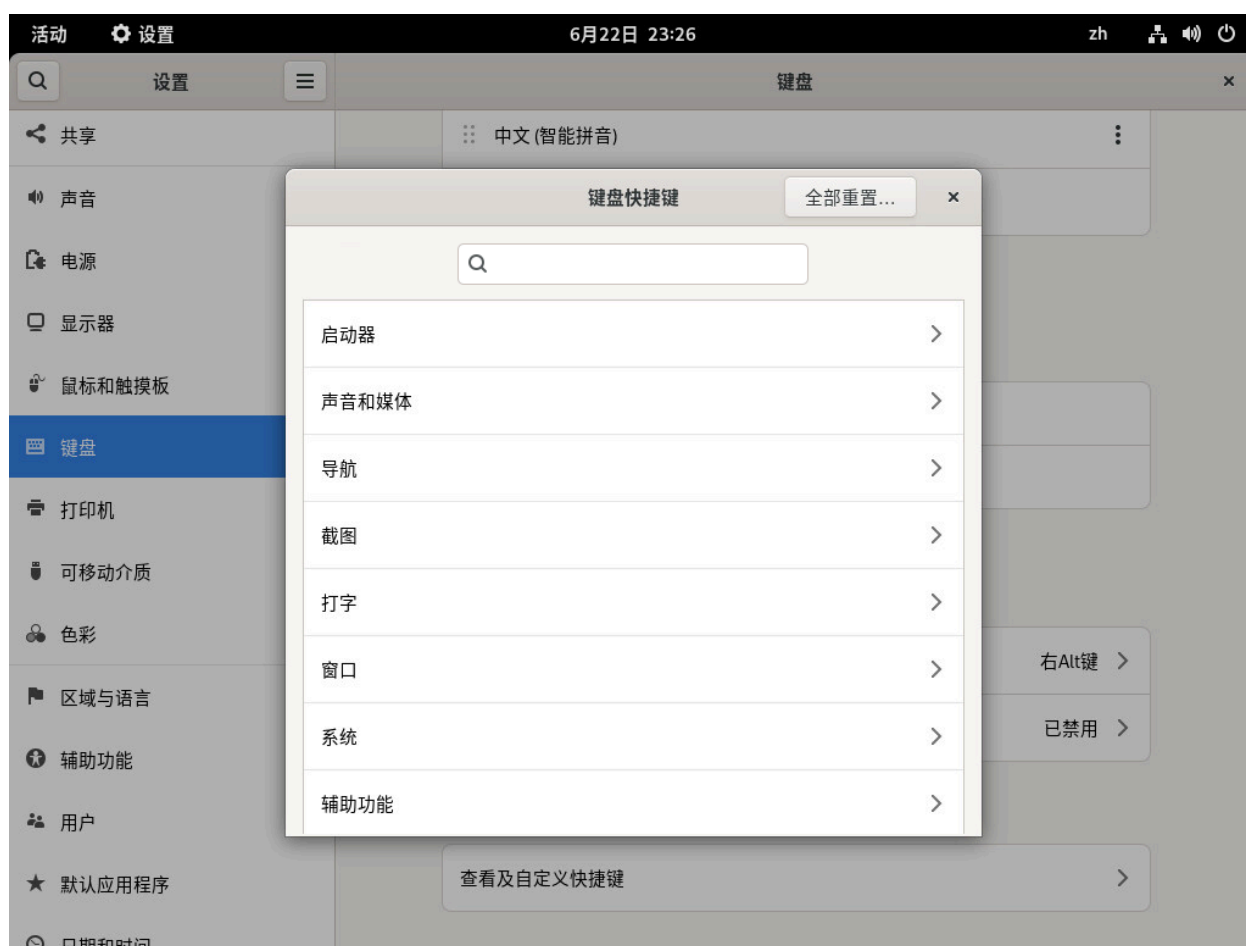 活动 设置 6月22日 23:26 zh
设置 键盘
共享
声音
电源
显示器
鼠标和触摸板
键盘
打印机
可移动介质
色彩
区域与语言
辅助功能
用户
默认应用程序
日期和时间
中文 (智能拼音)
键盘快捷键 全部重置...
启动器
声音和媒体
导航
截图
打字
窗口
系统
辅助功能
右Alt键
已禁用
查看及自定义快捷键